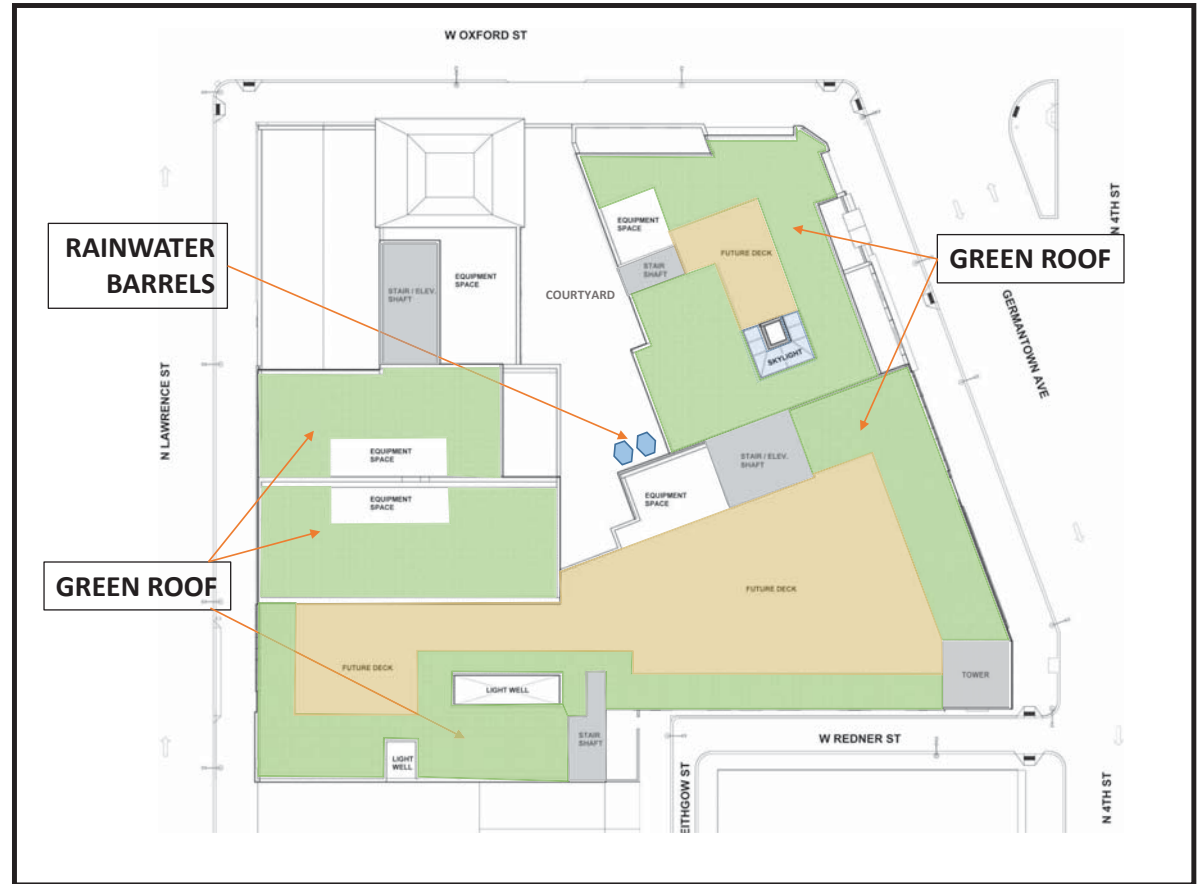 W OXFORD ST
N 4TH ST
RAINWATER
BARRELS
EQUIPMENT
SPACE
FUTURE DECK
GREEN ROOF
STAIR
SHAFT
EQUIPMENT
SPACE
STAIR / ELEV.
SHAFT
COURTYARD
GERMANTOWN AVE
SKYLIGHT
N LAWRENCE ST
EQUIPMENT
SPACE
STAIR / ELEV.
SHAFT
EQUIPMENT
SPACE
EQUIPMENT
SPACE
GREEN ROOF
FUTURE DECK
FUTURE DECK
TOWER
LIGHT WELL
STAIR
SHAFT
W REDNER ST
LIGHT
WELL
EITHGOW ST
N 4TH ST